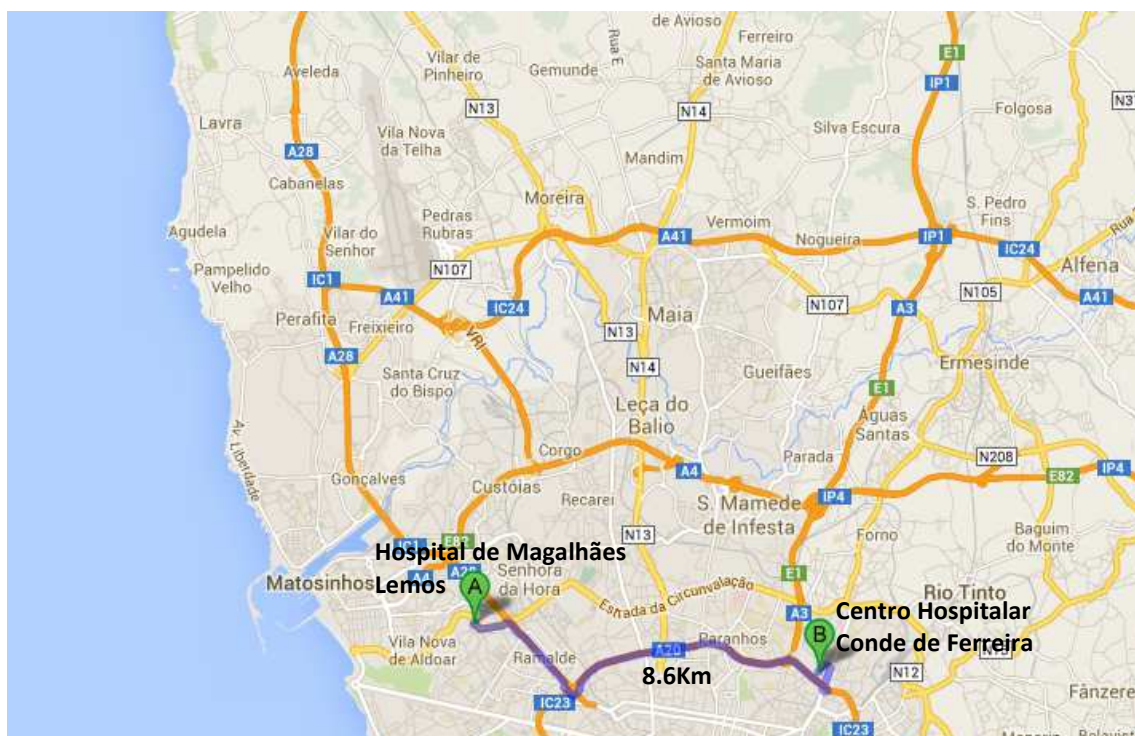 de Avioso
Ferreiro
Vilar de
Pinheiro
Rua E
Gemunde
Santa Maria
de Avioso
E1
Aveleda
IP1
N13
N14
Folgosa
Lavra
Vila Nova
da Telha
Silva Escura
A28
Mandim
Cabanelas
Moreira
S. Pedro
Fins
Agudela
Vilar do
Senhor
Pedras
Rubras
Vermoim
A41
Nogueira
IP1
IC24
Pampelido
Velho
N107
Alfena
IC1
A41
IC24
N105
A41
N107
A3
Perafita
Freixieiro
VRI
N13
Maia
A28
N14
Ermesinde
Santa Cruz
do Bispo
Gueifães
E1
Leça do
Balio
Águas
Santas
Av. Liberdade
Corgo
Parada
N208
A4
E82
IP4
Gonçalves
Custóias
Recarei
IP4
S. Mamede
de Infesta
N13
Forno
Baguim
do Monte
IC1
E82
Hospital de Magalhães
Lemos
A4
A28
Senhora
da Hora
Matosinhos
A
E1
Estrada da Circunvalação
Rio Tinto
A3
Centro Hospitalar
Conde de Ferreira
B
Vila Nova
de Aldoar
Ramalde
A20
Paranhos
8.6Km
N12
IC23
IC23